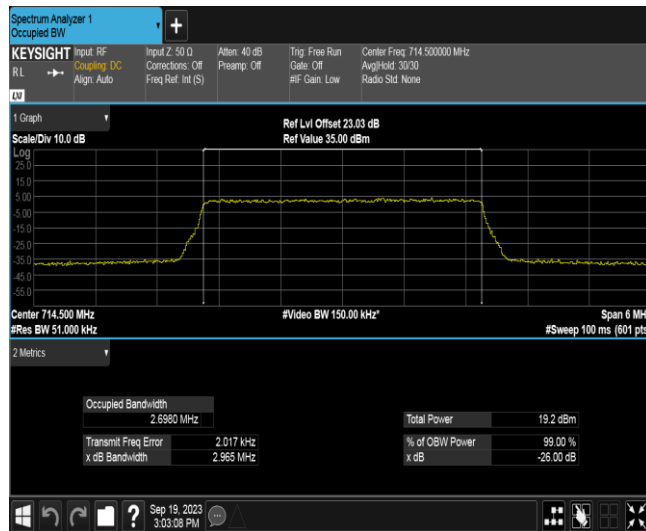 Spectrum Analyzer 1
Occupied BW
+
KEYSIGHT
RL
LXI
Input: RF
Coupling: DC
Align: Auto
Input Z: 50 Ω
Corrections: Off
Freq Ref: Int (S)
Atten: 40 dB
Preamp: Off
Trig: Free Run
Gate: Off
#IF Gain: Low
Center Freq: 714.500000 MHz
Avg|Hold: 30/30
Radio Std: None
1 Graph
Scale/Div 10.0 dB
Ref Lvl Offset 23.03 dB
Ref Value 35.00 dBm
Log
25.0
15.0
5.00
-5.00
-15.0
-25.0
-35.0
-45.0
-55.0
Center 714.500 MHz
#Video BW 150.00 kHz*
Span 6 MH
#Res BW 51.000 kHz
#Sweep 100 ms (601 pts
2 Metrics
Occupied Bandwidth
2.6980 MHz
Total Power 19.2 dBm
Transmit Freq Error 2.017 kHz
% of OBW Power 99.00 %
x dB Bandwidth 2.965 MHz
x dB -26.00 dB
?
Sep 19, 2023
3:03:08 PM